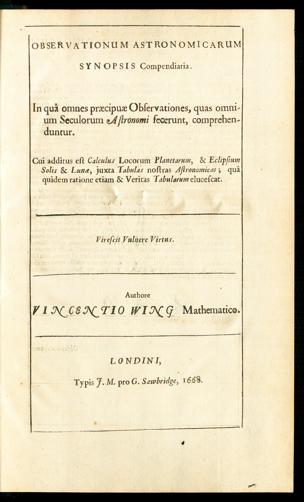 OBSERVATIONUM ASTRONOMICARUM
SYNOPSIS Compendiaria.
In quâ omnes præcipuæ Observationes, quas omni-
um Seculorum Astronomi fecerunt, comprehen-
duntur.
Cui additus est Calculus Locorum Planetarum, & Eclipsium
Solis & Lunæ, juxta Tabulas nostras Astronomicas; quâ
quidem ratione etiam & Veritas Tabularum elucescat.
Virescit Vulnere Virtus.
Authore
VINCENTIO WING Mathematico.
LONDINI,
Typis J. M. pro G. Sawbridge, 1668.